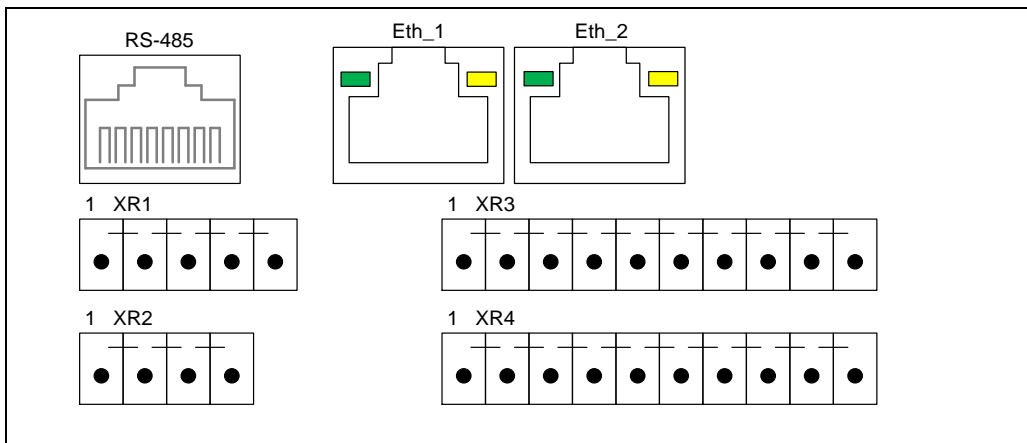 RS-485
Eth_1
Eth_2
1 XR1
1 XR3
1 XR2
1 XR4